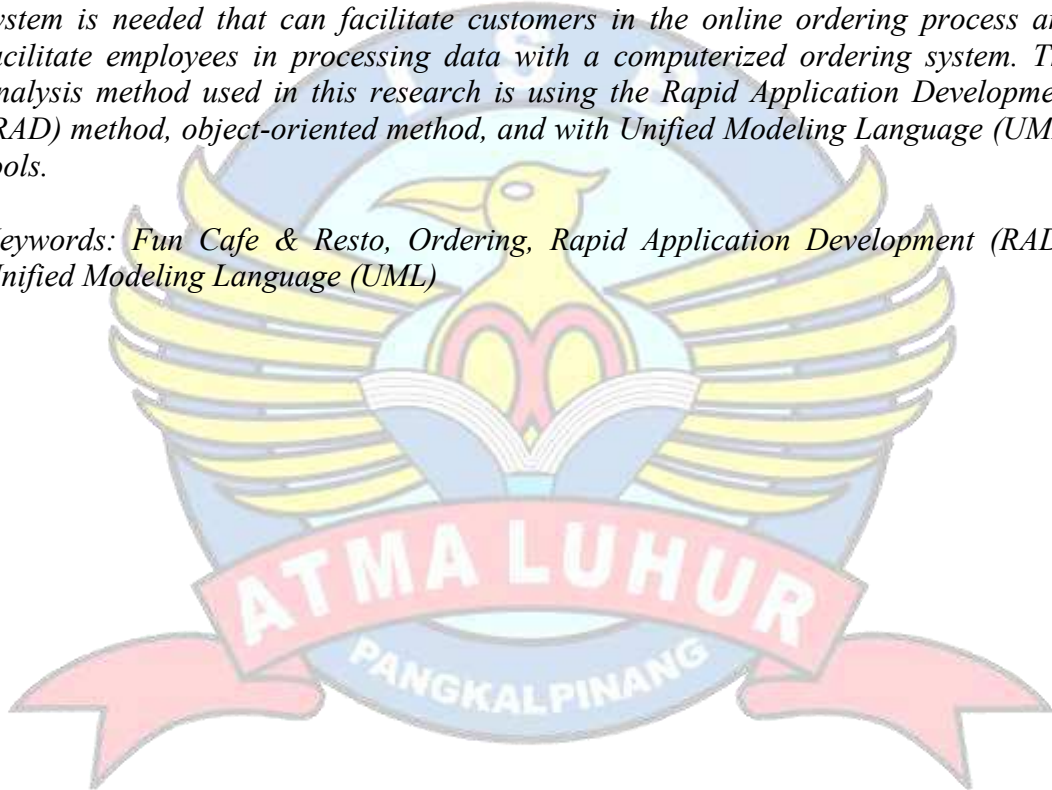 ystem is needed that can facilitate customers in the online ordering process an
acilitate employees in processing data with a computerized ordering system. Th
nalysis method used in this research is using the Rapid Application Developme
RAD) method, object-oriented method, and with Unified Modeling Language (UM
ools.
eywords: Fun Cafe & Resto, Ordering, Rapid Application Development (RAD
nified Modeling Language (UML)
ATMA LUHUR
PANGKALPINANG